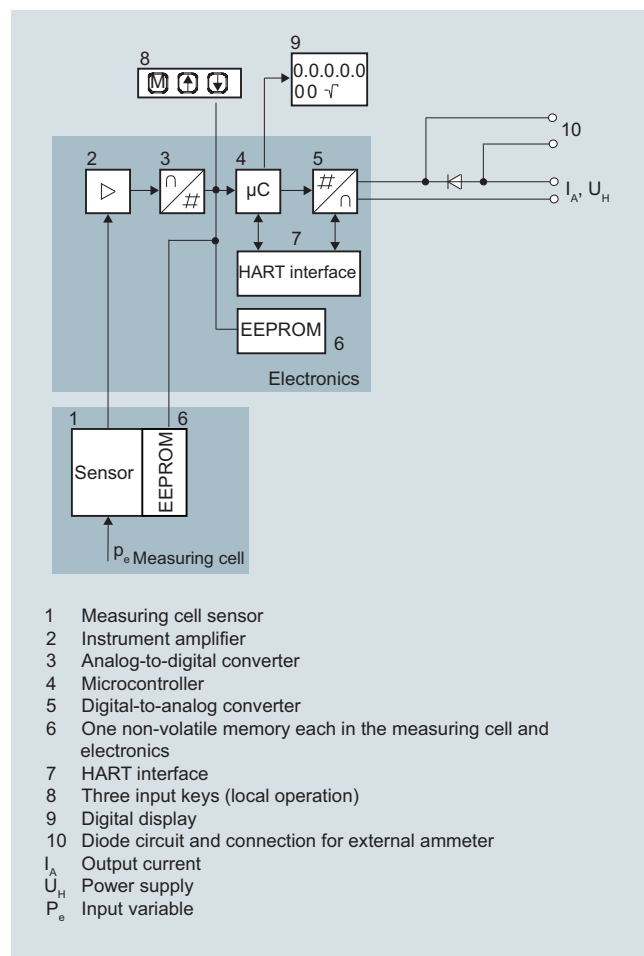 8
9
M
0.0.0.0.0
0 0 √
10
2
3
4
5
∩
#
µC
#
∩
I_A, U_H
7
HART interface
EEPROM
6
Electronics
1
6
Sensor
EEPROM
p_e Measuring cell
1 Measuring cell sensor
2 Instrument amplifier
3 Analog-to-digital converter
4 Microcontroller
5 Digital-to-analog converter
6 One non-volatile memory each in the measuring cell and
electronics
7 HART interface
8 Three input keys (local operation)
9 Digital display
10 Diode circuit and connection for external ammeter
I_A Output current
U_H Power supply
P_e Input variable